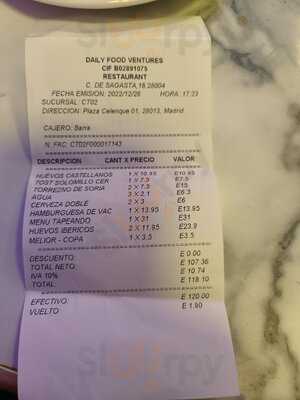 DAILY FOOD VENTURES
CIF B02891075
RESTAURANT
C. DE SAGASTA,18 28004
FECHA EMISION: 2022/12/26 HORA: 17:33
SUCURSAL: CT02
DIRECCION: Plaza Celenque 01, 28013, Madrid
CAJERO: Barra
N. FAC: CT02F000017143
DESCRIPCION CANT X PRECIO VALOR
HUEVOS CASTELLANOS 1 X 10.95 E10.95
TOST SOLOMILLO CER 1 X 7.5 E7.5
TORREZNO DE SORIA 2 X 7.5 E15
AGUA 3 X 2.1 E6.3
CERVEZA DOBLE 2 X 3 E6
HAMBURGUESA DE VAC 1 X 13.95 E13.95
MENU TAPEANDO 1 X 31 E31
HUEVOS IBERICOS 2 X 11.95 E23.9
MELIOR - COPA 1 X 3.5 E3.5
DESCUENTO: E 0.00
TOTAL NETO: E 107.36
IVA 10% E 10.74
TOTAL: E 118.10
EFECTIVO: E 120.00
VUELTO E 1.90